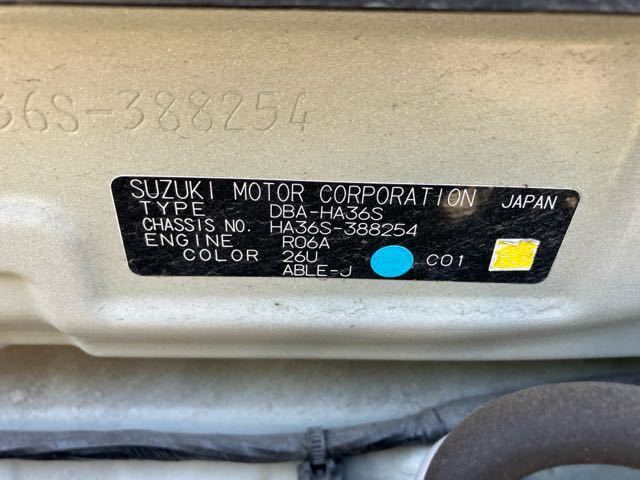 36S-388254
SUZUKI MOTOR CORPORATION JAPAN
TYPE DBA-HA36S
CHASSIS NO. HA36S-388254
ENGINE R06A
COLOR 26U
ABLE-J C01